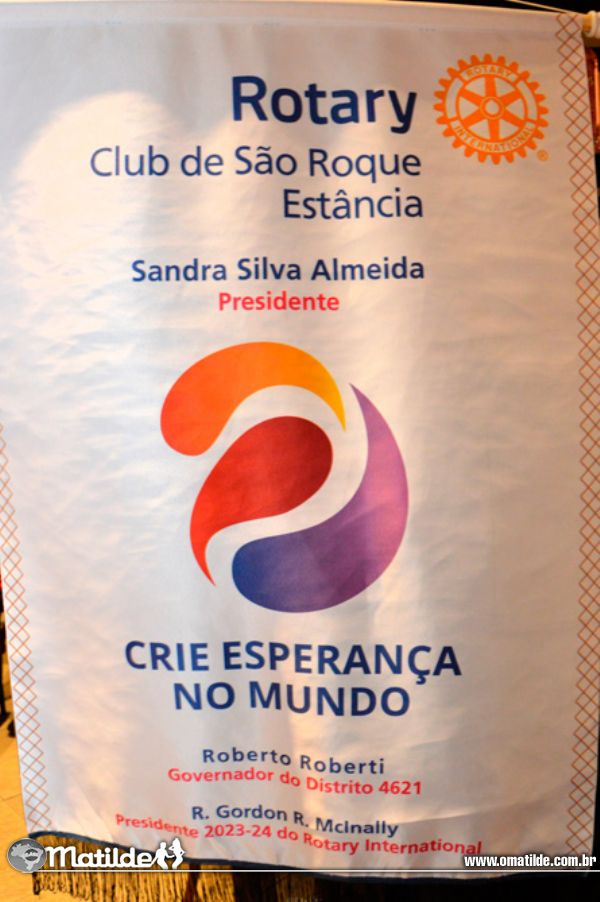 Rotary
ROTARY
INTERNATIONAL
®
Club de São Roque
Estância
Sandra Silva Almeida
Presidente
CRIE ESPERANÇA
NO MUNDO
Roberto Roberti
Governador do Distrito 4621
R. Gordon R. McInally
Presidente 2023-24 do Rotary International
Matilde
www.omatilde.com.br